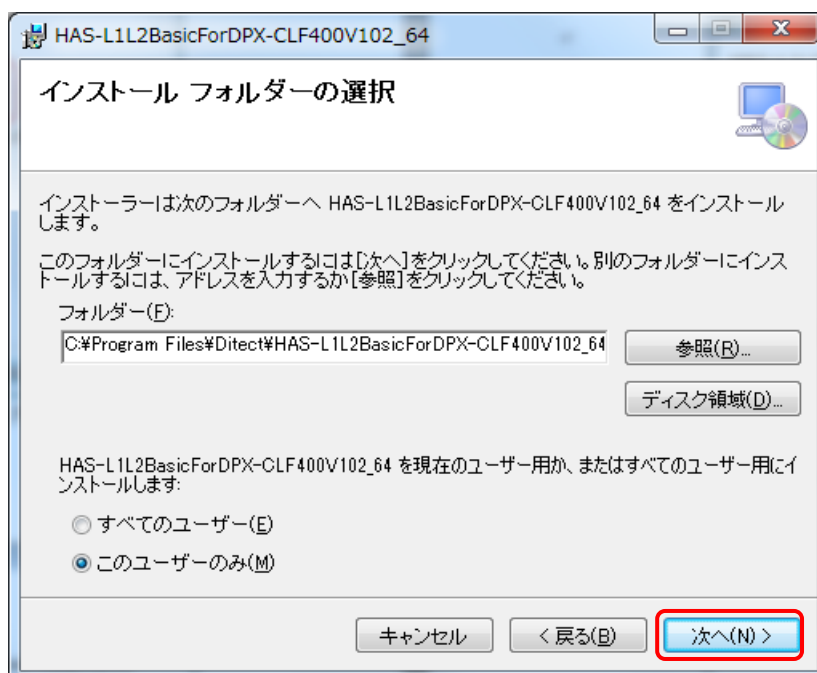 HAS-L1L2BasicForDPX-CLF400V102_64
インストール フォルダーの選択
インストーラーは次のフォルダーへ HAS-L1L2BasicForDPX-CLF400V102_64 をインストール
します。
このフォルダーにインストールするには[次へ]をクリックしてください。別のフォルダーにインス
トールするには、アドレスを入力するか[参照]をクリックしてください。
フォルダー(F):
C:¥Program Files¥Ditect¥HAS-L1L2BasicForDPX-CLF400V102_64
参照(R)...
ディスク領域(D)...
HAS-L1L2BasicForDPX-CLF400V102_64 を現在のユーザー用か、またはすべてのユーザー用にイ
ンストールします:
すべてのユーザー(E)
このユーザーのみ(M)
キャンセル
< 戻る(B)
次へ(N) >